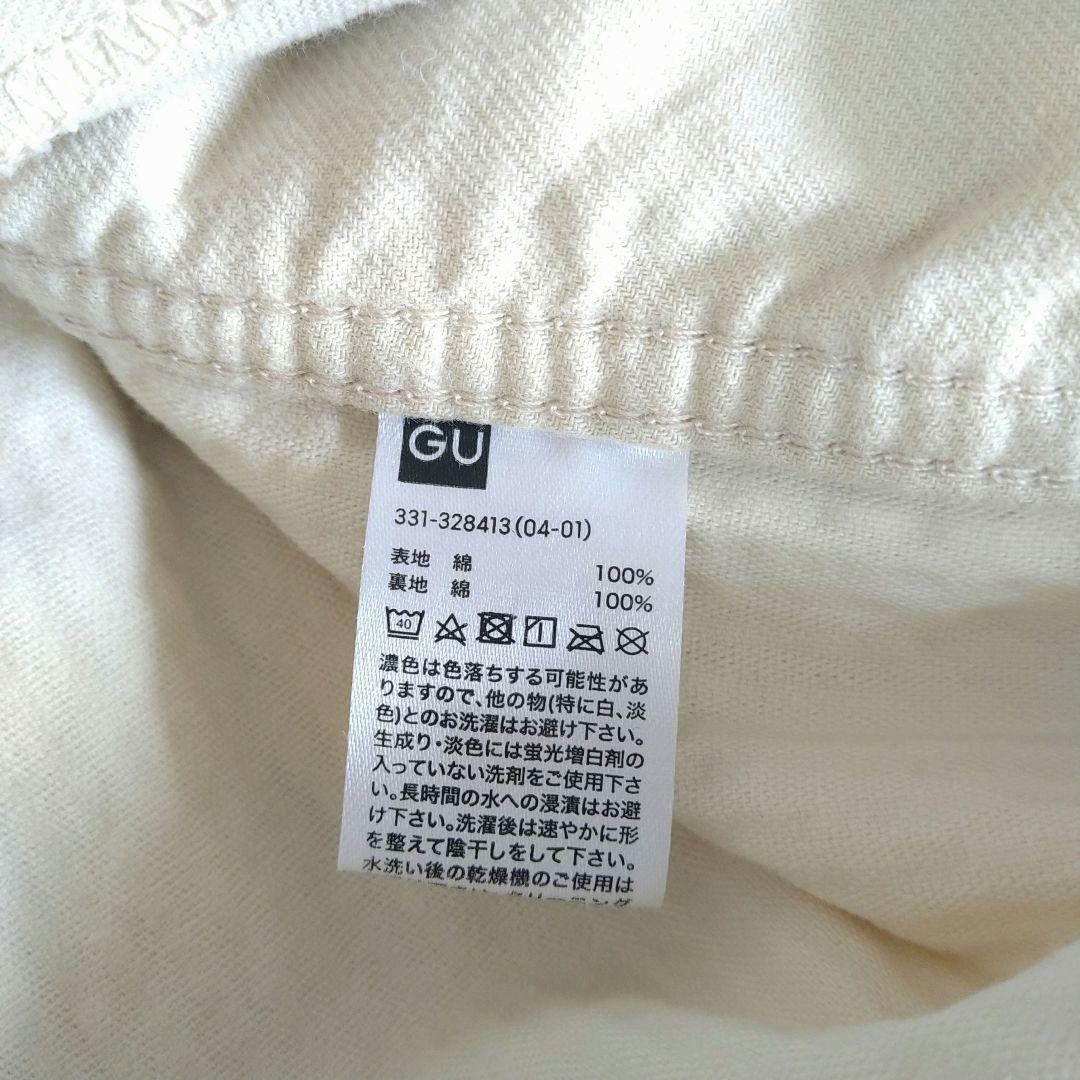 GU
331-328413(04-01)
表地 綿 100%
裏地 綿 100%
40
濃色は色落ちする可能性があ
りますので、他の物(特に白、淡
色)とのお洗濯はお避け下さい。
生成り・淡色には蛍光増白剤の
入っていない洗剤をご使用下さ
い。長時間の水への浸漬はお避
け下さい。洗濯後は速やかに形
を整えて陰干しをして下さい。
水洗い後の乾燥機のご使用は